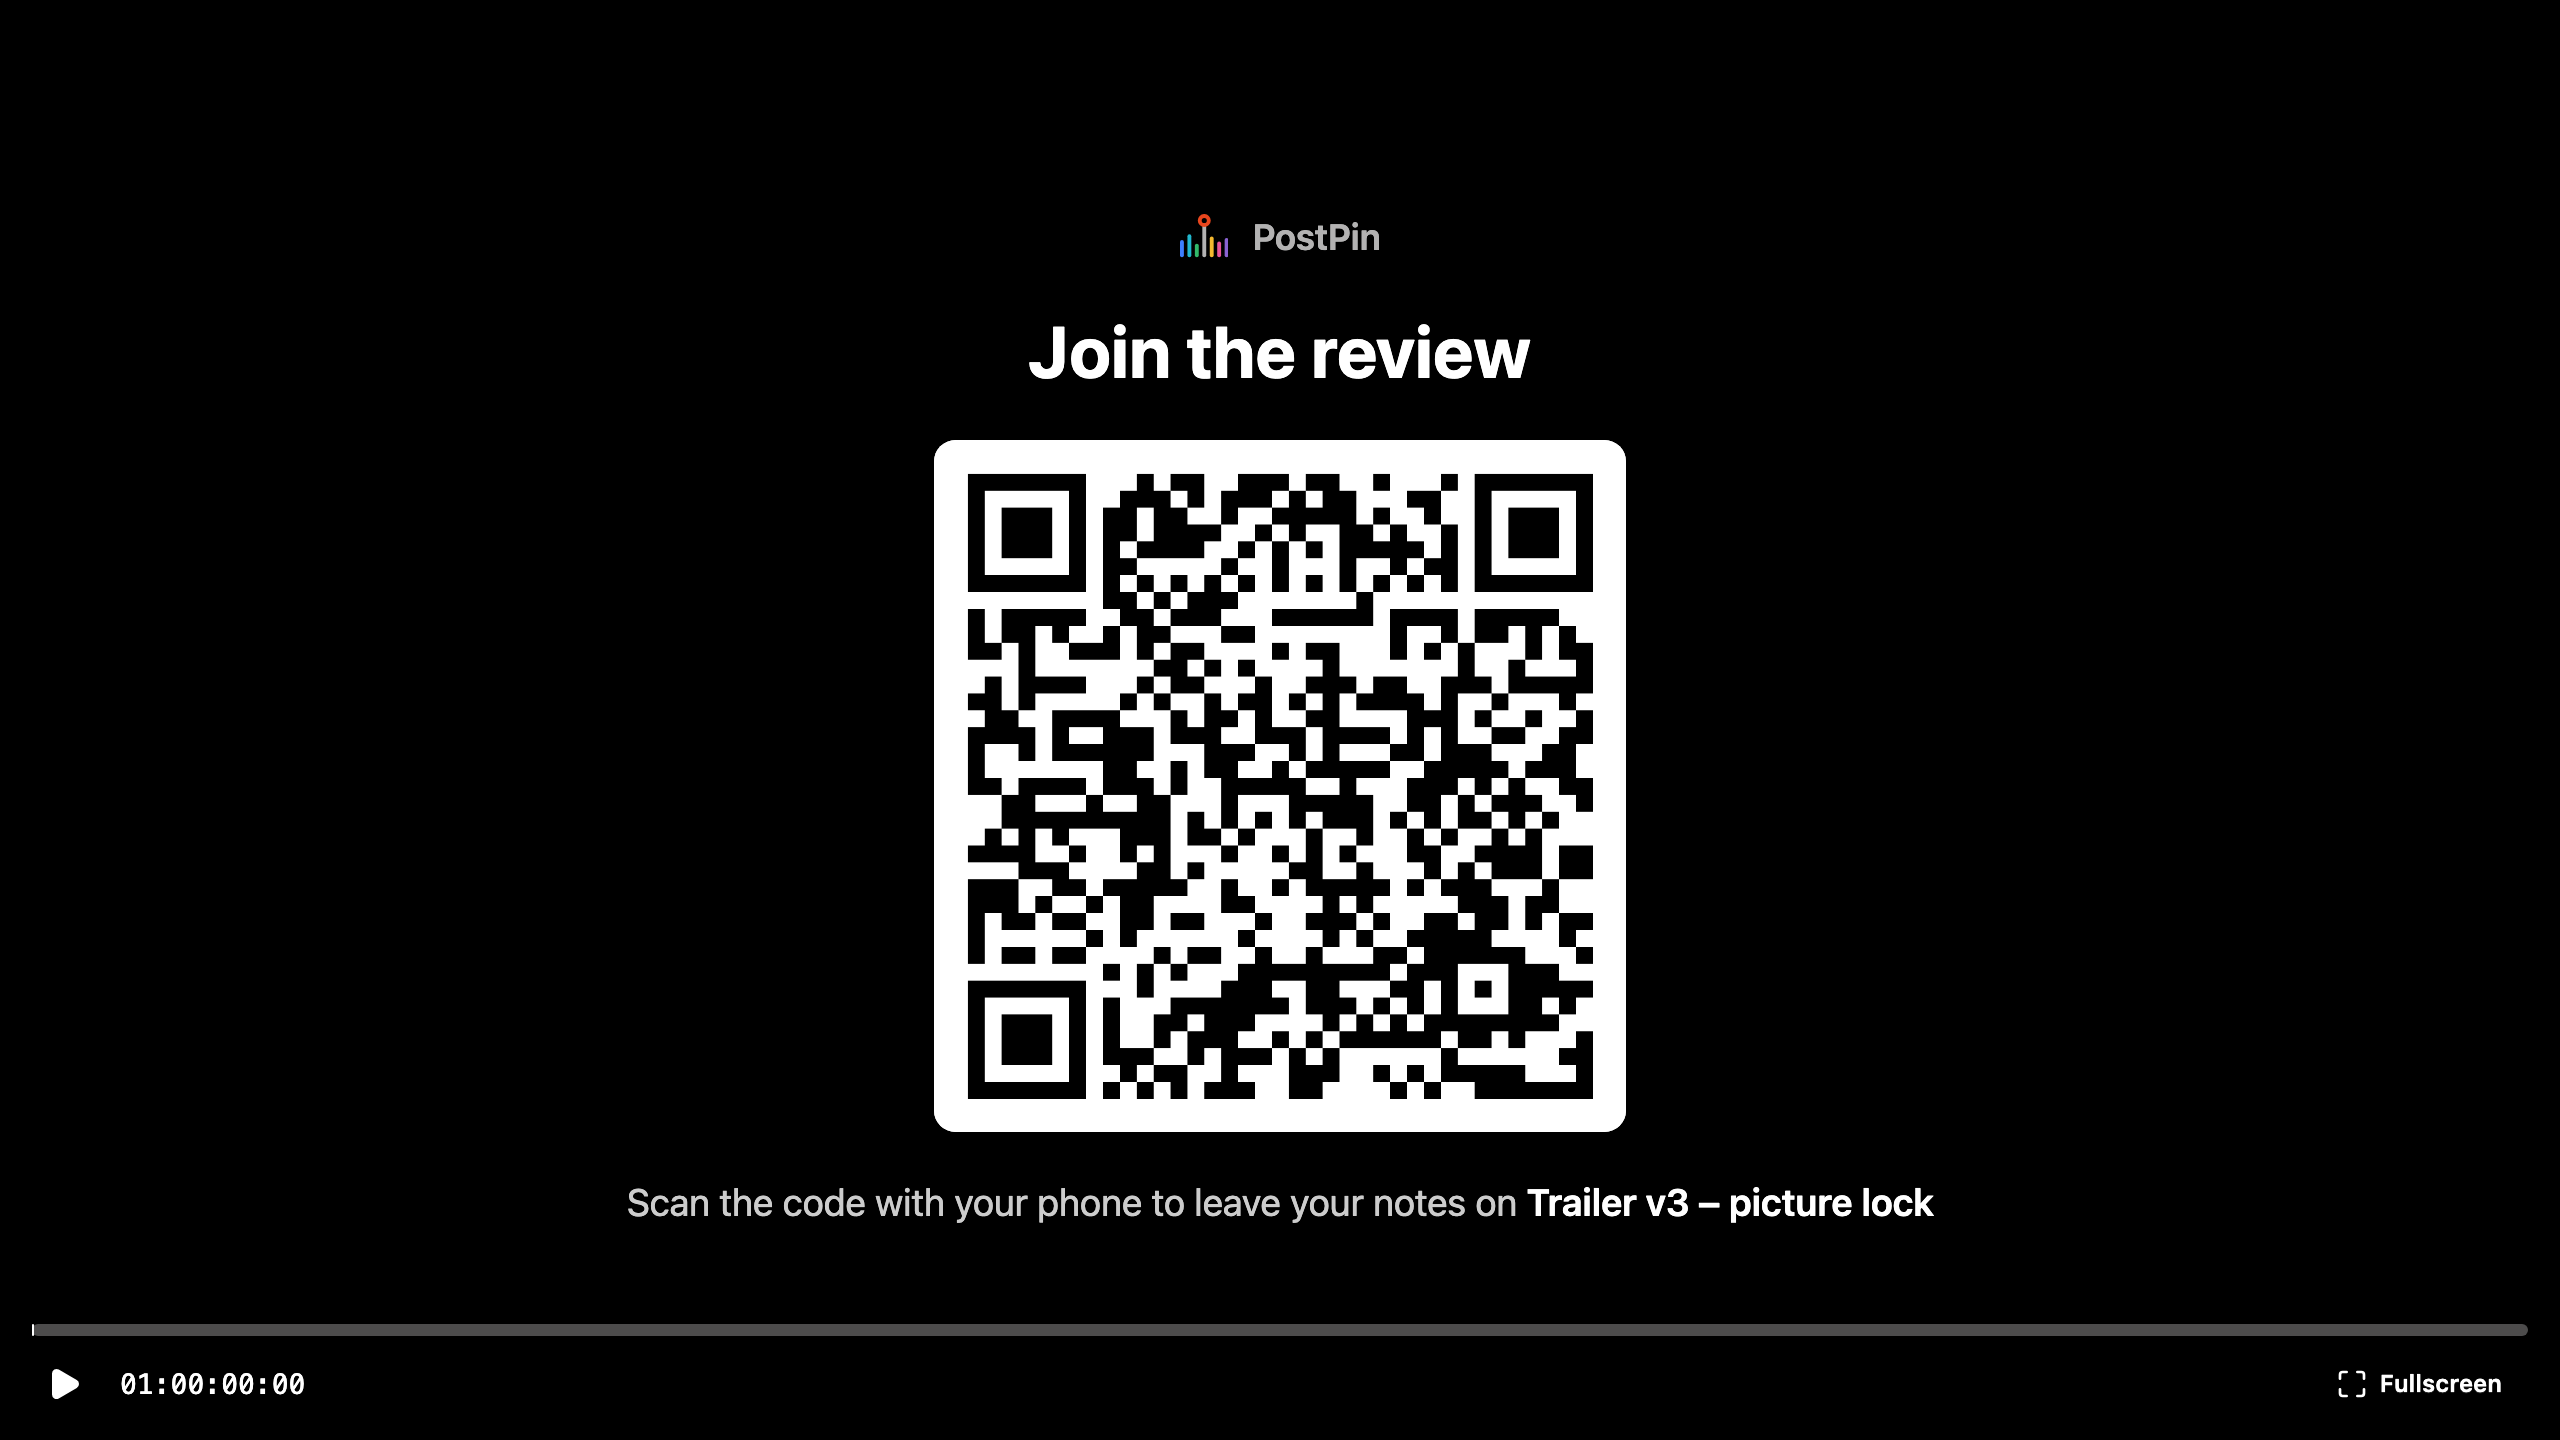 PostPin
Join the review
Scan the code with your phone to leave your notes on Trailer v3 – picture lock
01:00:00:00
Fullscreen